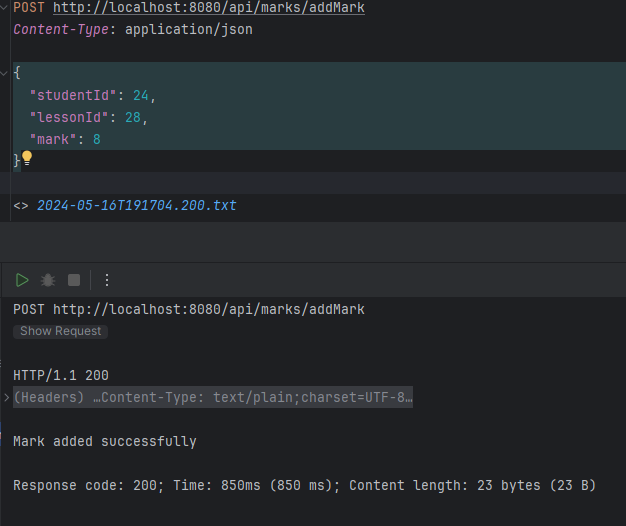 POST http://localhost:8080/api/marks/addMark
Content-Type: application/json
{
"studentId": 24,
"lessonId": 28,
"mark": 8
}
<> 2024-05-16T191704.200.txt
POST http://localhost:8080/api/marks/addMark
Show Request
HTTP/1.1 200
(Headers) …Content-Type: text/plain;charset=UTF-8…
Mark added successfully
Response code: 200; Time: 850ms (850 ms); Content length: 23 bytes (23 B)